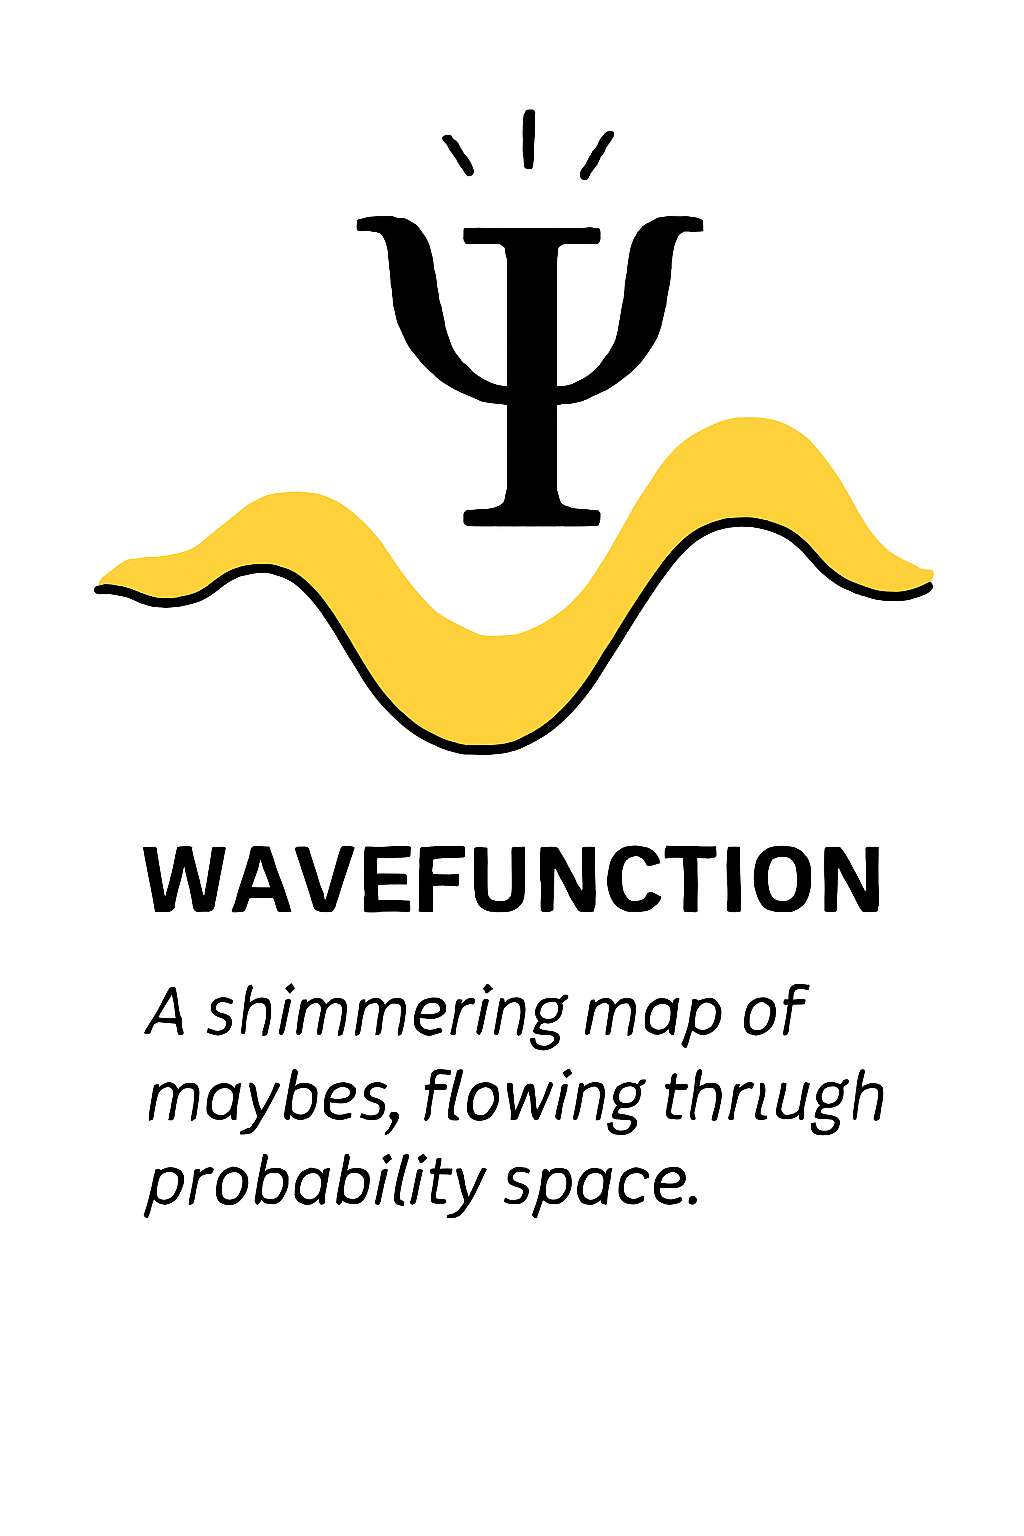 Ψ
WAVEFUNCTION
A shimmering map of
maybes, flowing thrıugh
probability space.